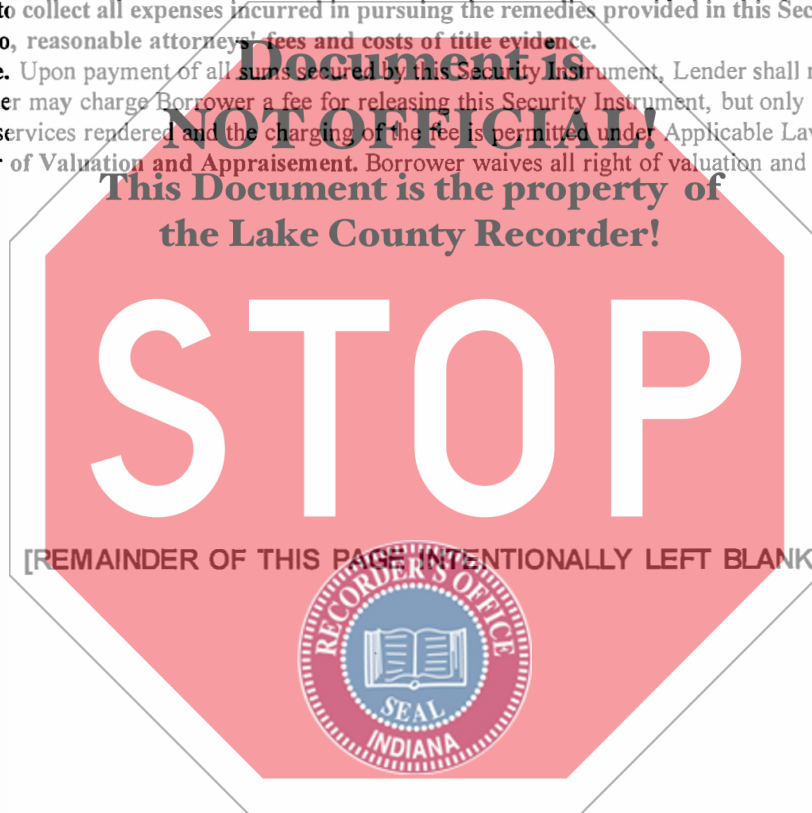 to collect all expenses incurred in pursuing the remedies provided in this Sec
o, reasonable attorneys' fees and costs of title evidence.
e. Upon payment of all sums secured by this Security Instrument, Lender shall r
er may charge Borrower a fee for releasing this Security Instrument, but only
services rendered and the charging of the fee is permitted under Applicable Lav
r of Valuation and Appraisement. Borrower waives all right of valuation and
Document is
NOT OFFICIAL!
This Document is the property of
the Lake County Recorder!
STOP
[REMAINDER OF THIS PAGE INTENTIONALLY LEFT BLANK
RECORDER'S OFFICE
SEAL
INDIANA